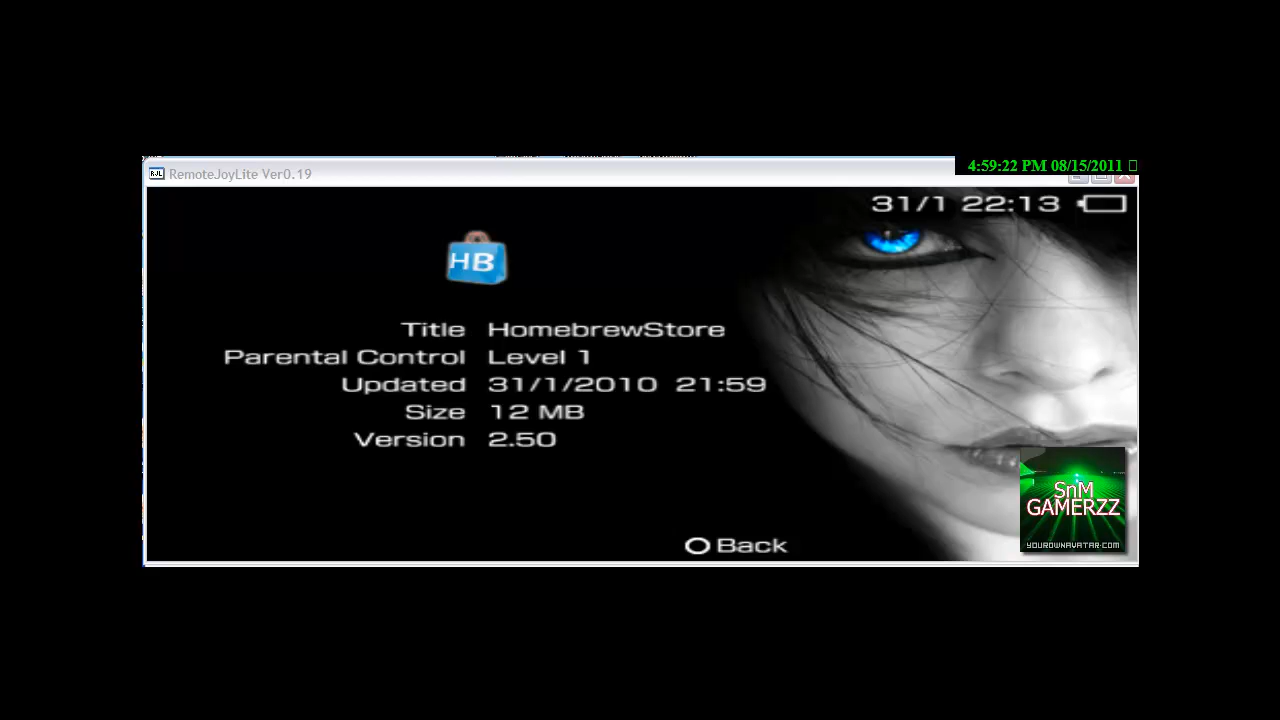 4:59:22 PM 08/15/2011
RJL RemoteJoyLite Ver0.19
31/1 22:13
HB
Title HomebrewStore
Parental Control Level 1
Updated 31/1/2010 21:59
Size 12 MB
Version 2.50
SnM
GAMERZZ
YOUROWNAVATAR.COM
Back